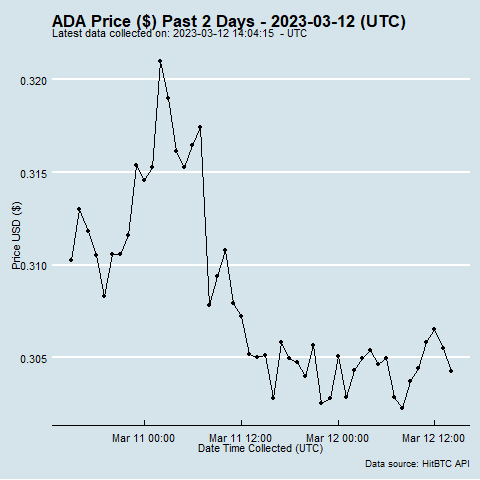 ADA Price ($) Past 2 Days - 2023-03-12 (UTC)
Latest data collected on: 2023-03-12 14:04:15 - UTC
0.320
0.315
0.310
0.305
Price USD ($)
Mar 11 00:00
Mar 11 12:00
Mar 12 00:00
Mar 12 12:00
Date Time Collected (UTC)
Data source: HitBTC API